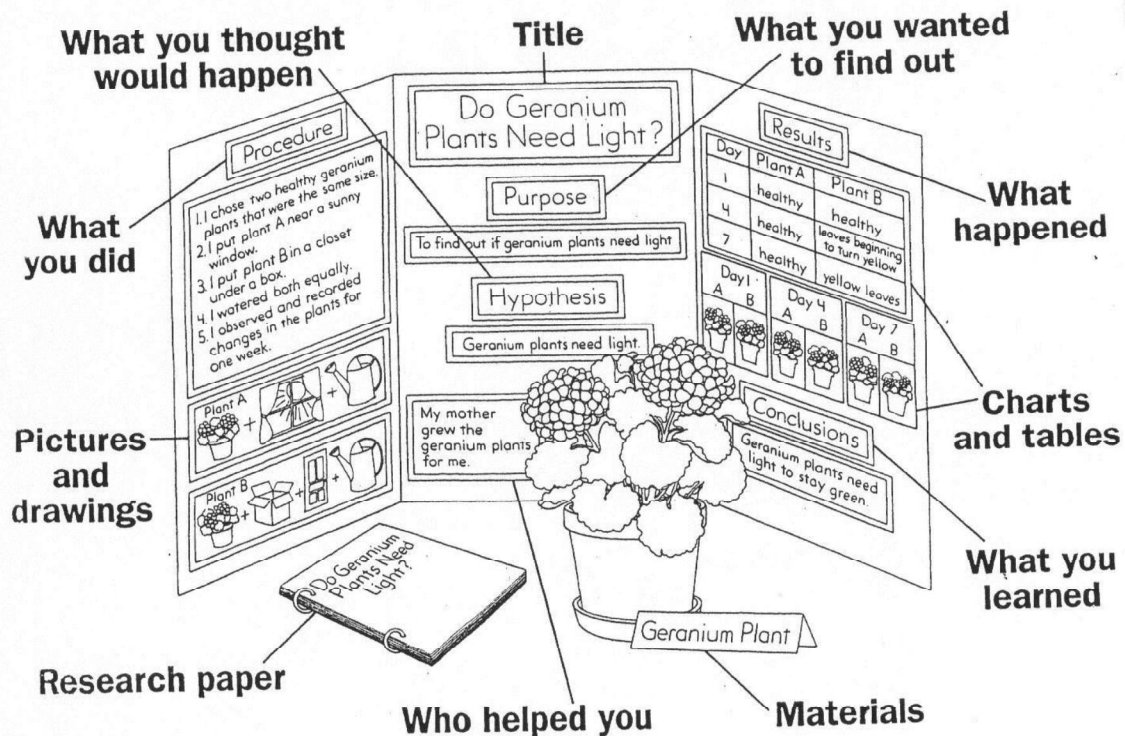 What you thought
would happen
Title
What you wanted
to find out
What
you did
What
happened
Pictures
and
drawings
Charts
and tables
What you
learned
Research paper
Who helped you
Materials
Procedure
1. I chose two healthy geranium
plants that were the same size.
2. I put plant A near a sunny
window.
3. I put plant B in a closet
under a box.
4. I watered both equally.
5. I observed and recorded
changes in the plants for
one week.
Plant A
+ +
Plant B
+ + +
Do Geranium
Plants Need Light?
Purpose
To find out if geranium plants need light
Hypothesis
Geranium plants need light.
My mother
grew the
geranium plants
for me.
Results
Day Plant A Plant B
1 healthy healthy
4 healthy leaves beginning
to turn yellow
7 healthy yellow leaves
Day 1 Day 4 Day 7
A B A B A B
Conclusions
Geranium plants need
light to stay green.
Do Geranium
Plants Need
Light?
Geranium Plant